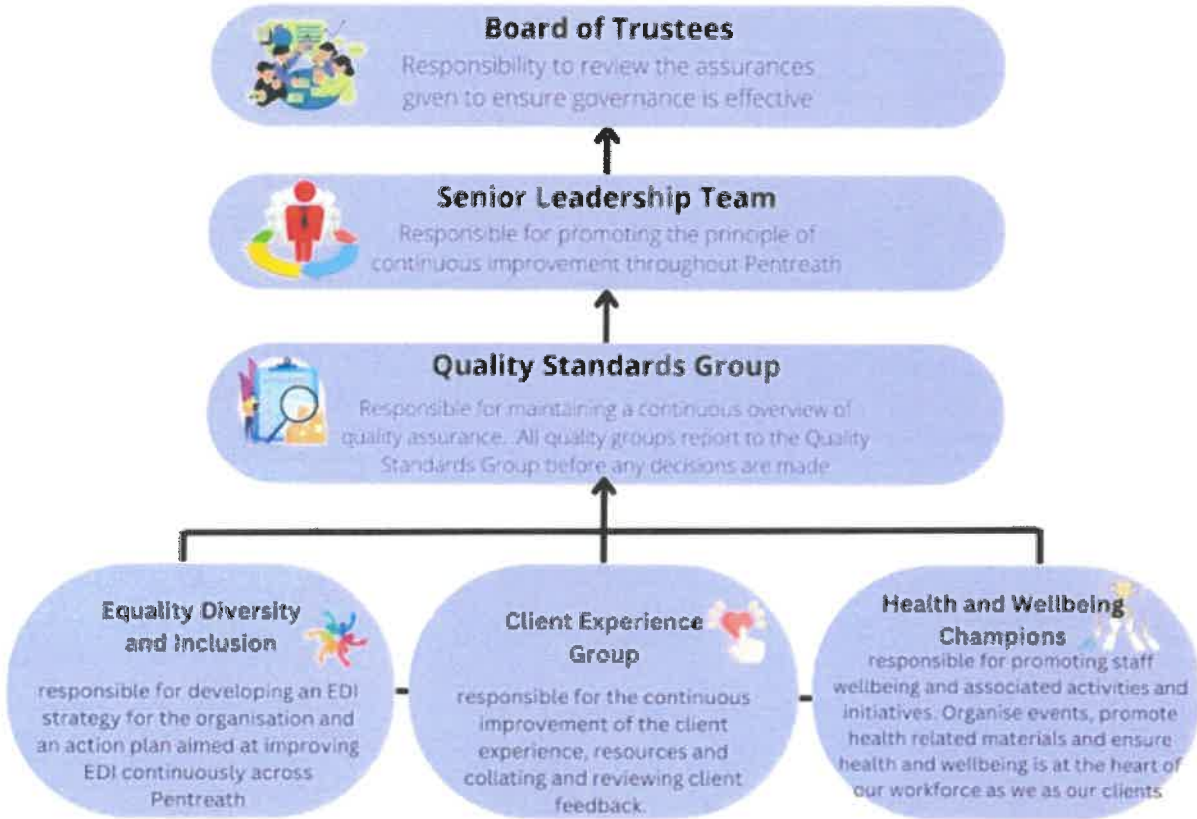 Board of Trustees
Responsibility to review the assurances
given to ensure governance is effective
Senior Leadership Team
Responsible for promoting the principle of
continuous improvement throughout Pentreath
Quality Standards Group
Responsible for maintaining a continuous overview of
quality assurance. All quality groups report to the Quality
Standards Group before any decisions are made
Equality Diversity
and Inclusion
responsible for developing an EDI
strategy for the organisation and
an action plan aimed at improving
EDI continuously across
Pentreath
Client Experience
Group
responsible for the continuous
improvement of the client
experience, resources and
collating and reviewing client
feedback.
Health and Wellbeing
Champions
responsible for promoting staff
wellbeing and associated activities and
initiatives. Organise events, promote
health related materials and ensure
health and wellbeing is at the heart of
our workforce as we as our clients